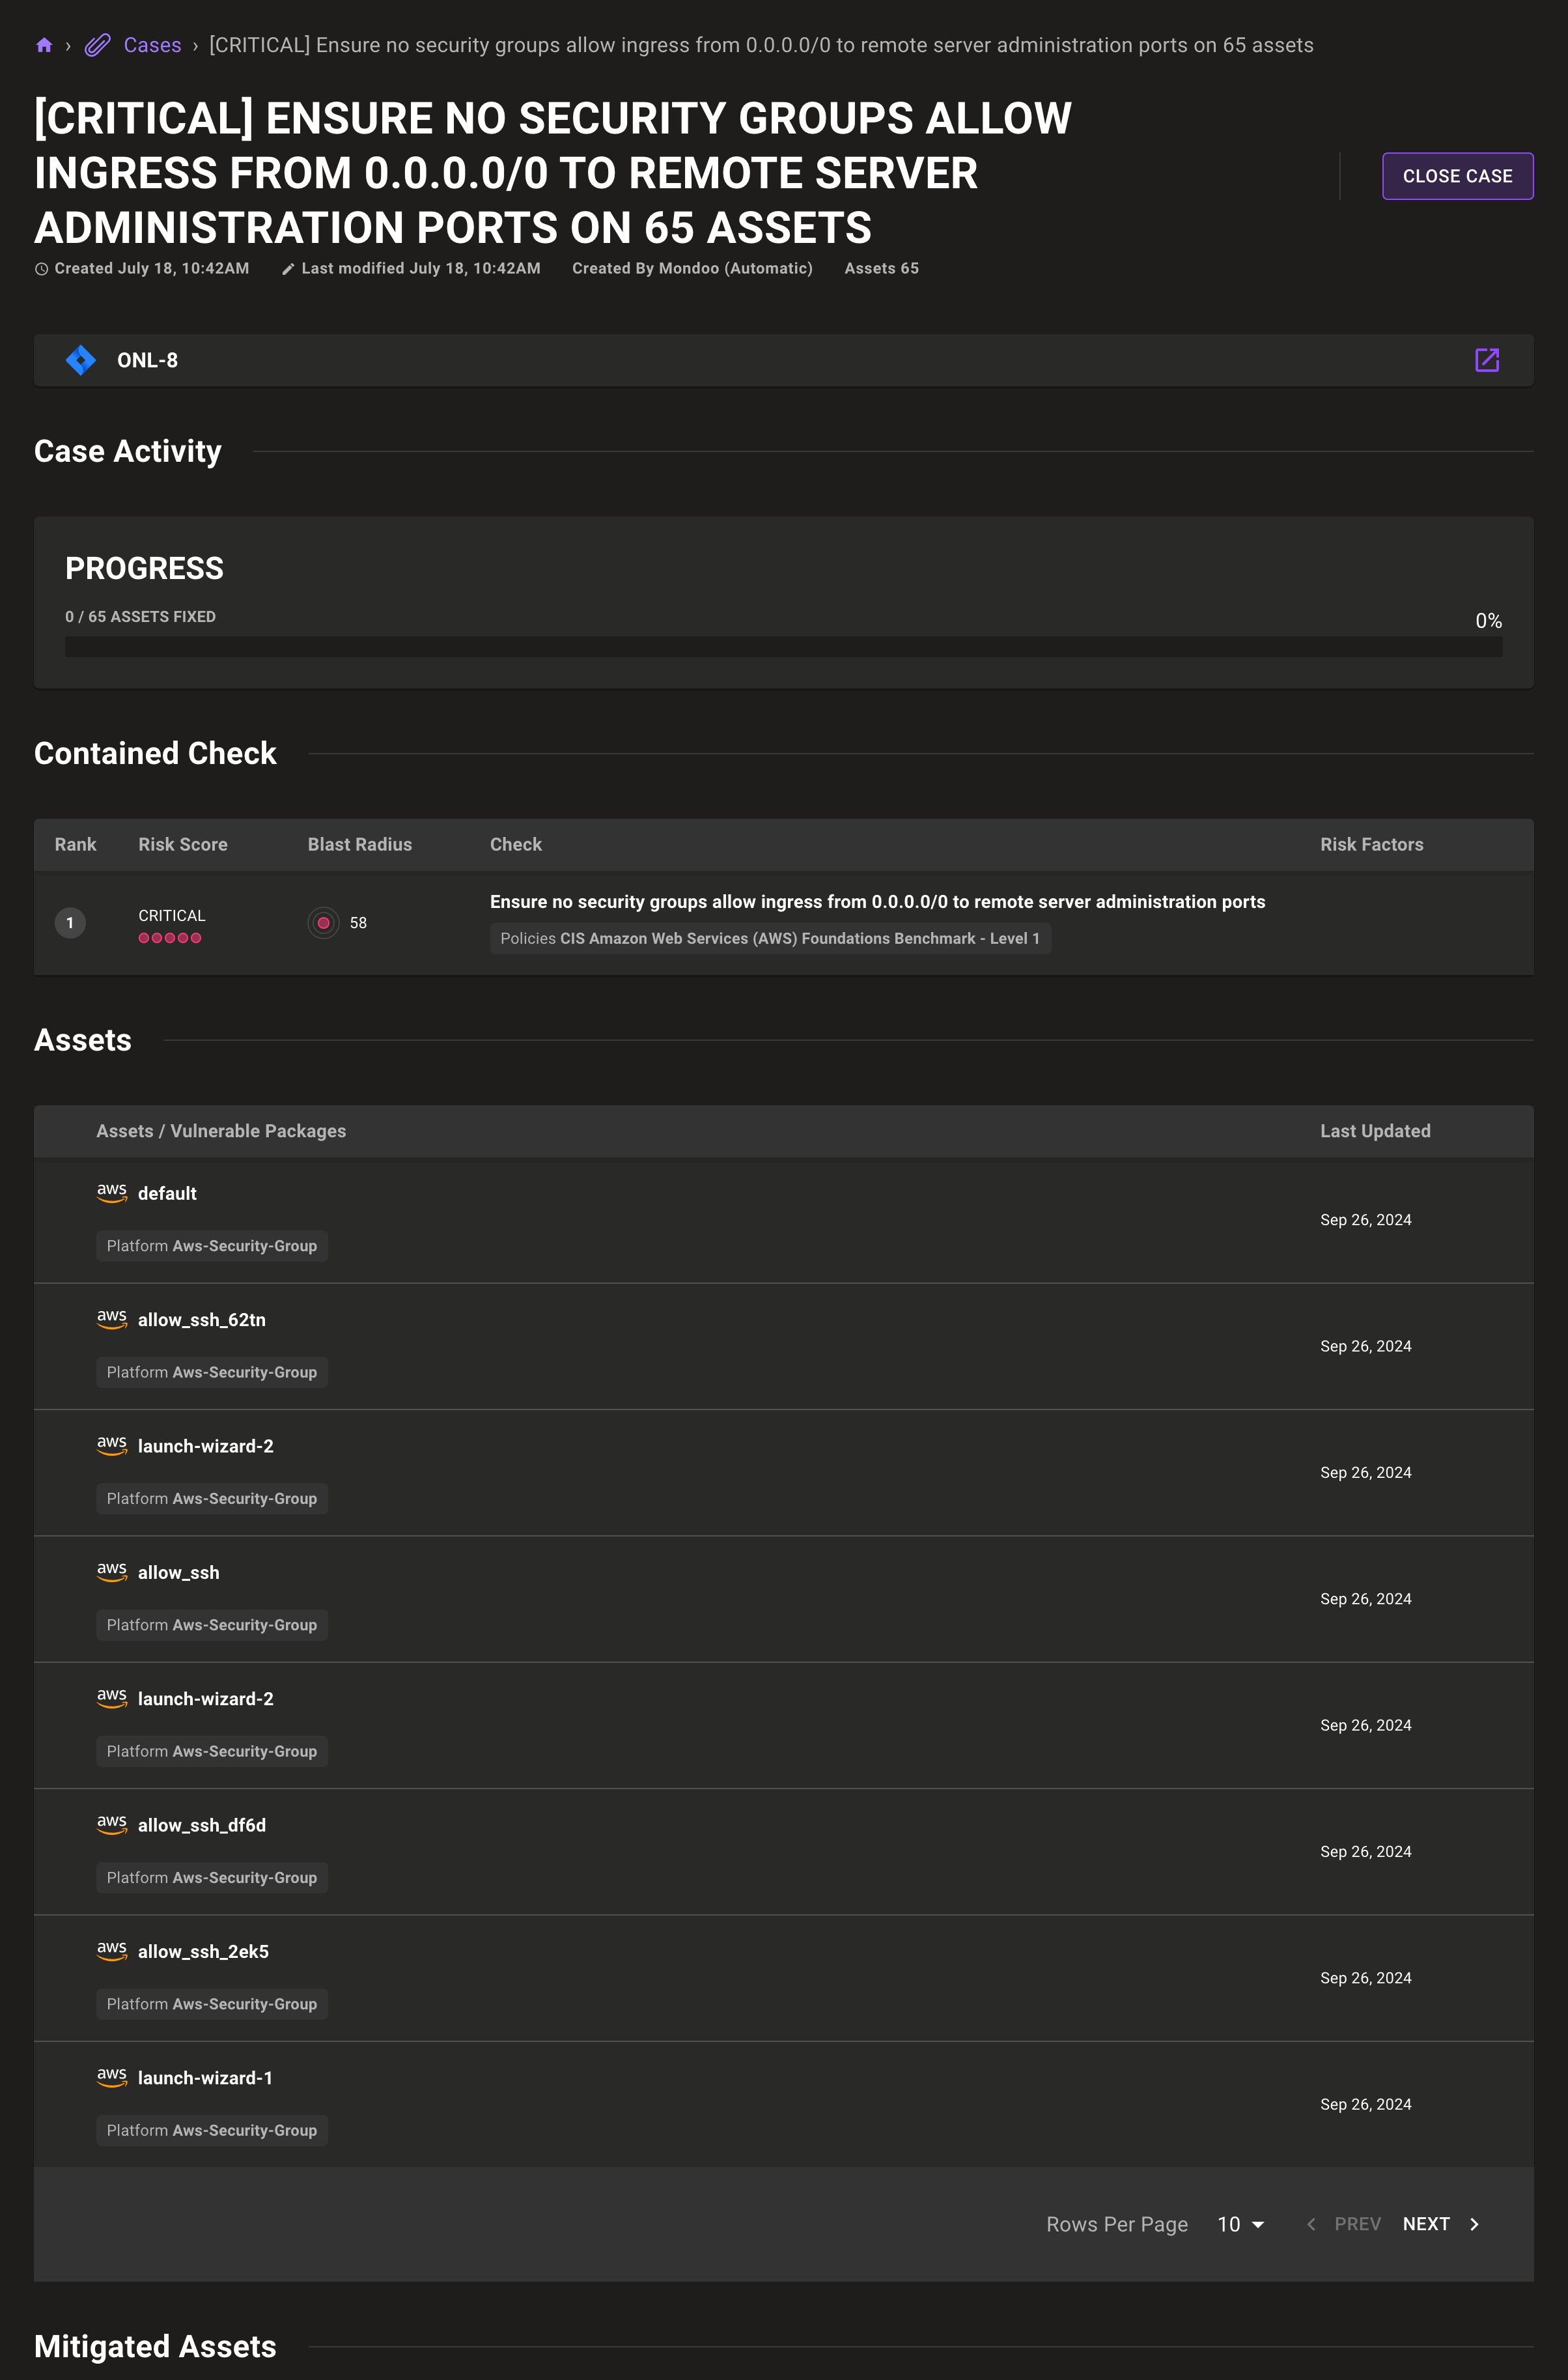 › Cases › [CRITICAL] Ensure no security groups allow ingress from 0.0.0.0/0 to remote server administration ports on 65 assets
[CRITICAL] ENSURE NO SECURITY GROUPS ALLOW
INGRESS FROM 0.0.0.0/0 TO REMOTE SERVER
ADMINISTRATION PORTS ON 65 ASSETS
CLOSE CASE
Created July 18, 10:42AM Last modified July 18, 10:42AM Created By Mondoo (Automatic) Assets 65
ONL-8
Case Activity
PROGRESS
0 / 65 ASSETS FIXED 0%
Contained Check
Rank Risk Score Blast Radius Check Risk Factors
1 CRITICAL 58 Ensure no security groups allow ingress from 0.0.0.0/0 to remote server administration ports
Policies CIS Amazon Web Services (AWS) Foundations Benchmark - Level 1
Assets
Assets / Vulnerable Packages Last Updated
aws default
Sep 26, 2024
Platform Aws-Security-Group
aws allow_ssh_62tn
Sep 26, 2024
Platform Aws-Security-Group
aws launch-wizard-2
Sep 26, 2024
Platform Aws-Security-Group
aws allow_ssh
Sep 26, 2024
Platform Aws-Security-Group
aws launch-wizard-2
Sep 26, 2024
Platform Aws-Security-Group
aws allow_ssh_df6d
Sep 26, 2024
Platform Aws-Security-Group
aws allow_ssh_2ek5
Sep 26, 2024
Platform Aws-Security-Group
aws launch-wizard-1
Sep 26, 2024
Platform Aws-Security-Group
Rows Per Page 10 PREV NEXT
Mitigated Assets